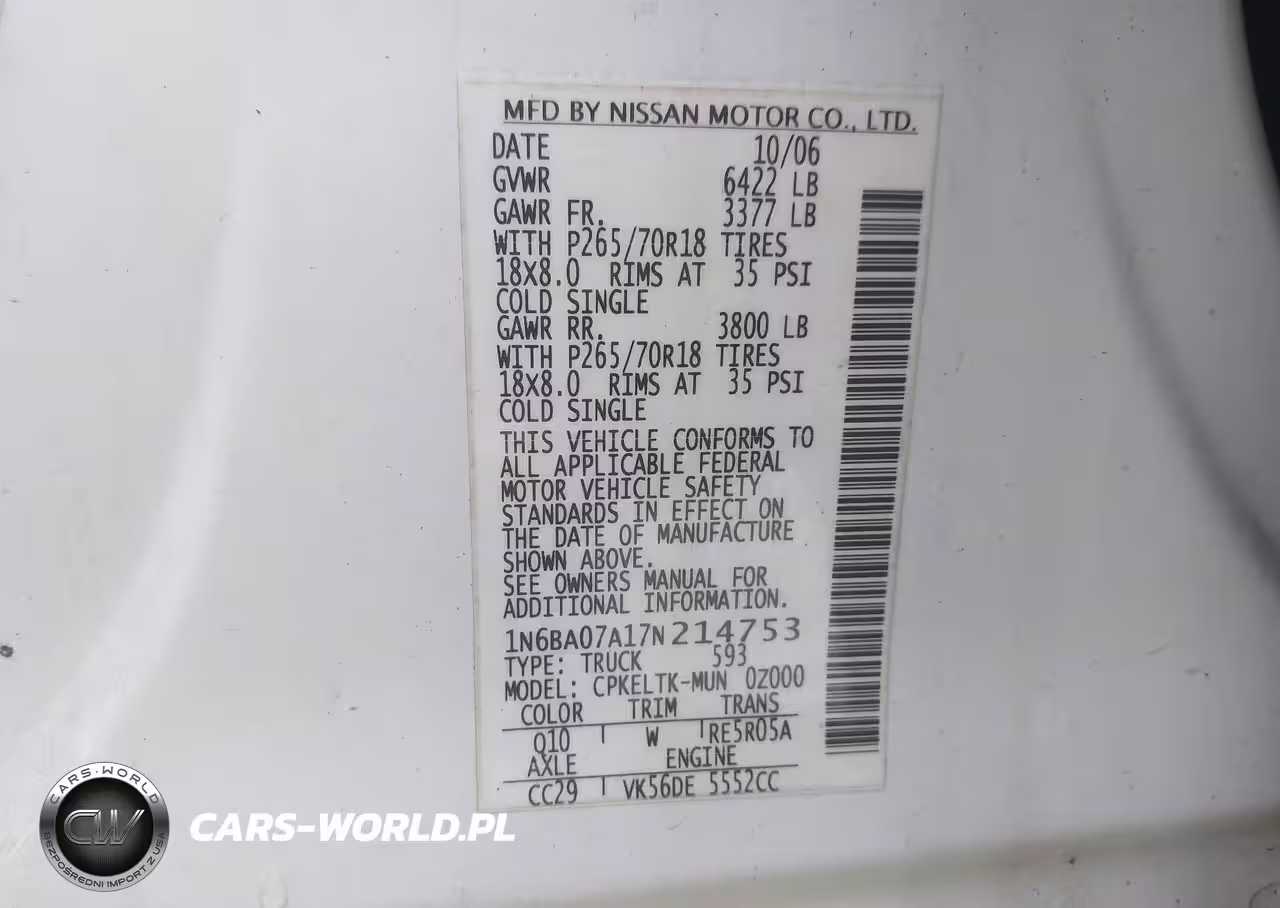 MFD BY NISSAN MOTOR CO., LTD.
DATE 10/06
GVWR 6422 LB
GAWR FR. 3377 LB
WITH P265/70R18 TIRES
18X8.0 RIMS AT 35 PSI
COLD SINGLE
GAWR RR. 3800 LB
WITH P265/70R18 TIRES
18X8.0 RIMS AT 35 PSI
COLD SINGLE
THIS VEHICLE CONFORMS TO
ALL APPLICABLE FEDERAL
MOTOR VEHICLE SAFETY
STANDARDS IN EFFECT ON
THE DATE OF MANUFACTURE
SHOWN ABOVE.
SEE OWNERS MANUAL FOR
ADDITIONAL INFORMATION.
1N6BA07A17N214753
TYPE: TRUCK 593
MODEL: CPKELTK-MUN 0Z000
COLOR TRIM TRANS
Q10 W RE5R05A
AXLE ENGINE
CC29 VK56DE 5552CC
CARS-WORLD
CW
BEZPOŚREDNI IMPORT Z USA
CARS-WORLD.PL